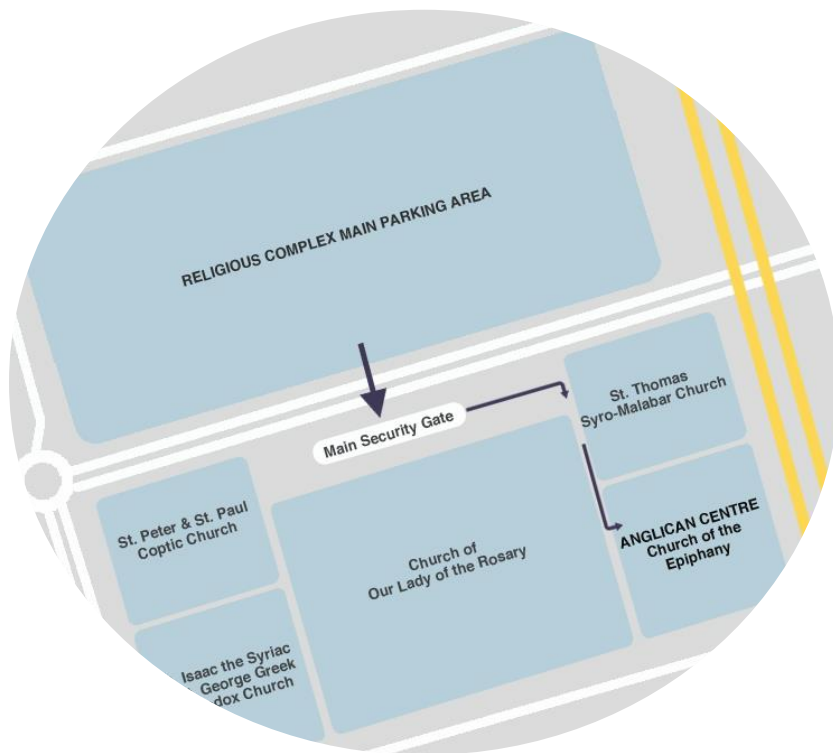 RELIGIOUS COMPLEX MAIN PARKING AREA
Main Security Gate
St. Thomas
Syro-Malabar Church
St. Peter & St. Paul
Coptic Church
Church of
Our Lady of the Rosary
ANGLICAN CENTRE
Church of the
Epiphany
Isaac the Syriac
George Greek
Church